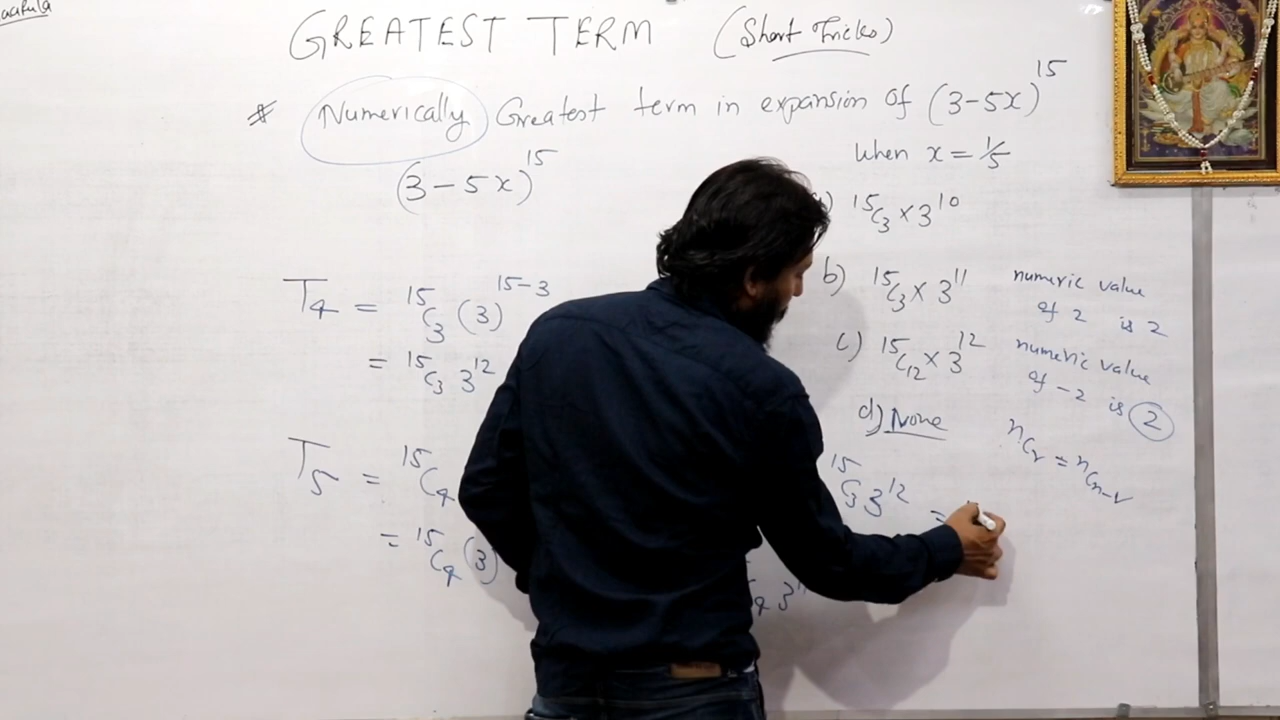 GREATEST TERM (Short Tricks)
* Numerically Greatest term in expansion of (3-5x)^15
when x = 1/5
(3-5x)^15
15C3 × 3^10
b) 15C3 × 3^11
c) 15C12 × 3^12
d) None
numeric value
of 2 is 2
numeric value
of -2 is 2
nCr = nCn-r
T4 = 15C3 (3)^15-3
= 15C3 3^12
T5 = 15C4
= 15C4 (3)
15C3 3^12 =